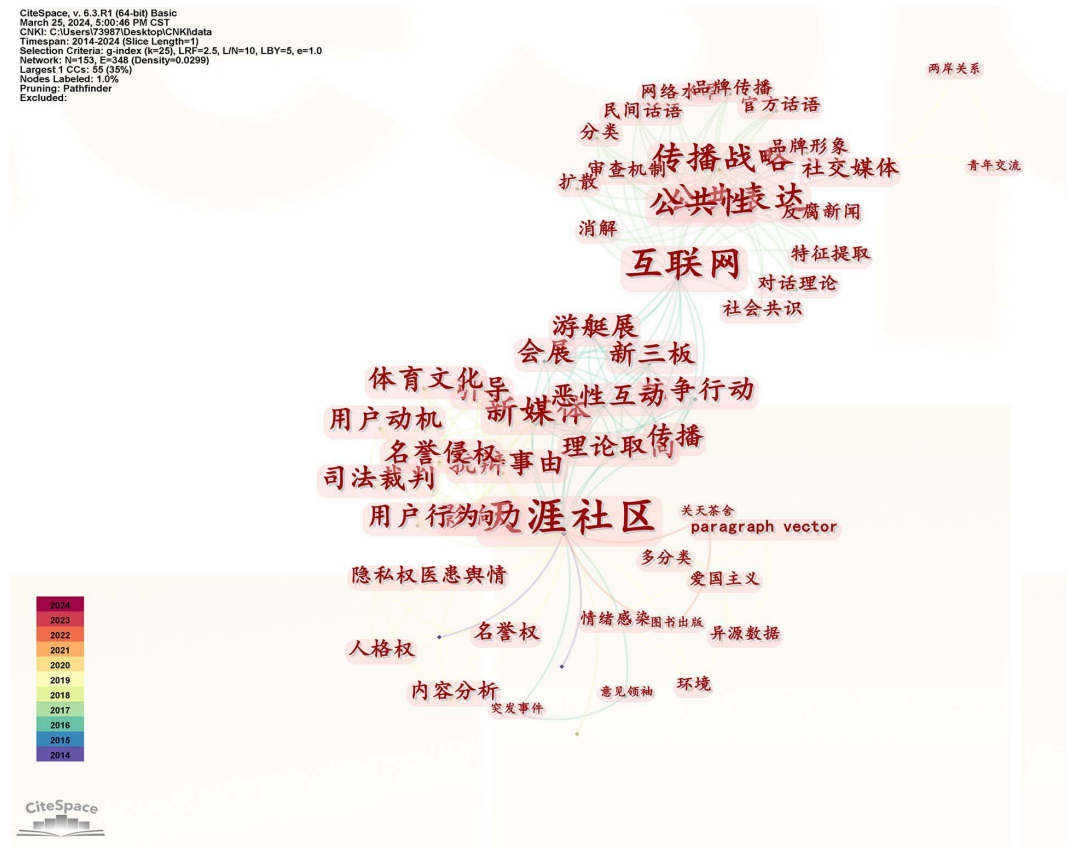 CiteSpace, v. 6.3.R1 (64-bit) Basic
March 25, 2024, 5:00:46 PM CST
CNKI: C:\Users\73987\Desktop\CNKI\data
Timespan: 2014-2024 (Slice Length=1)
Selection Criteria: g-index (k=25), LRF=2.5, L/N=10, LBY=5, e=1.0
Network: N=153, E=348 (Density=0.0299)
Largest 1 CCs: 55 (35%)
Nodes Labeled: 1.0%
Pruning: Pathfinder
Excluded:
两岸关系
网络水
品牌传播
民间话语
官方话语
分类
传播战略
品牌形象
审查机制
社交媒体
青年交流
扩散
公共性
表达
反腐新闻
消解
互联网
特征提取
对话理论
社会共识
游艇展
会展
新三板
体育文化
引导
恶性互动
抗争行动
用户动机
新媒体
名誉侵权
抗辩事由
理论取向
传播
司法裁判
用户行为
影响力
天涯社区
关天茶舍
paragraph vector
多分类
隐私权
医患舆情
爱国主义
情绪感染
图书出版
异源数据
名誉权
人格权
内容分析
意见领袖
环境
突发事件
2024
2023
2022
2021
2020
2019
2018
2017
2016
2015
2014
CiteSpace